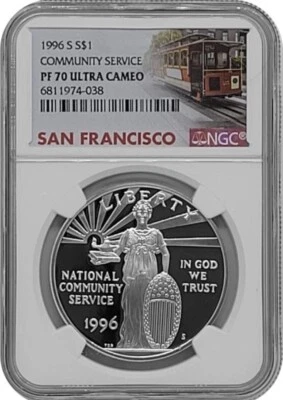 1996 S S$1
COMMUNITY SERVICE
PF 70 ULTRA CAMEO
6811974-038
SAN FRANCISCO NGC®
LIBERTY
NATIONAL
COMMUNITY
SERVICE
1996
IN GOD
WE
TRUST
S